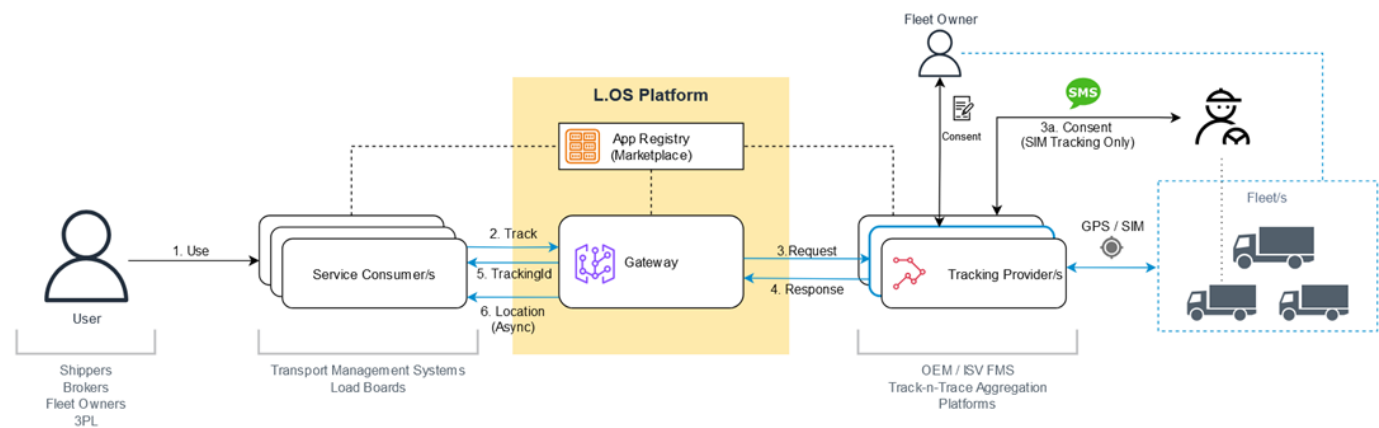 Fleet Owner
L.OS Platform
SMS
App Registry
(Marketplace)
Consent
3a. Consent
(SIM Tracking Only)
Fleet/s
GPS / SIM
1. Use
2. Track
Service Consumer/s
5. TrackingId
Gateway
3.Request
Tracking Provider/s
4. Response
6. Location
(Async)
User
Shippers
Brokers
Fleet Owners
3PL
Transport Management Systems
Load Boards
OEM / ISV FMS
Track-n-Trace Aggregation
Platforms